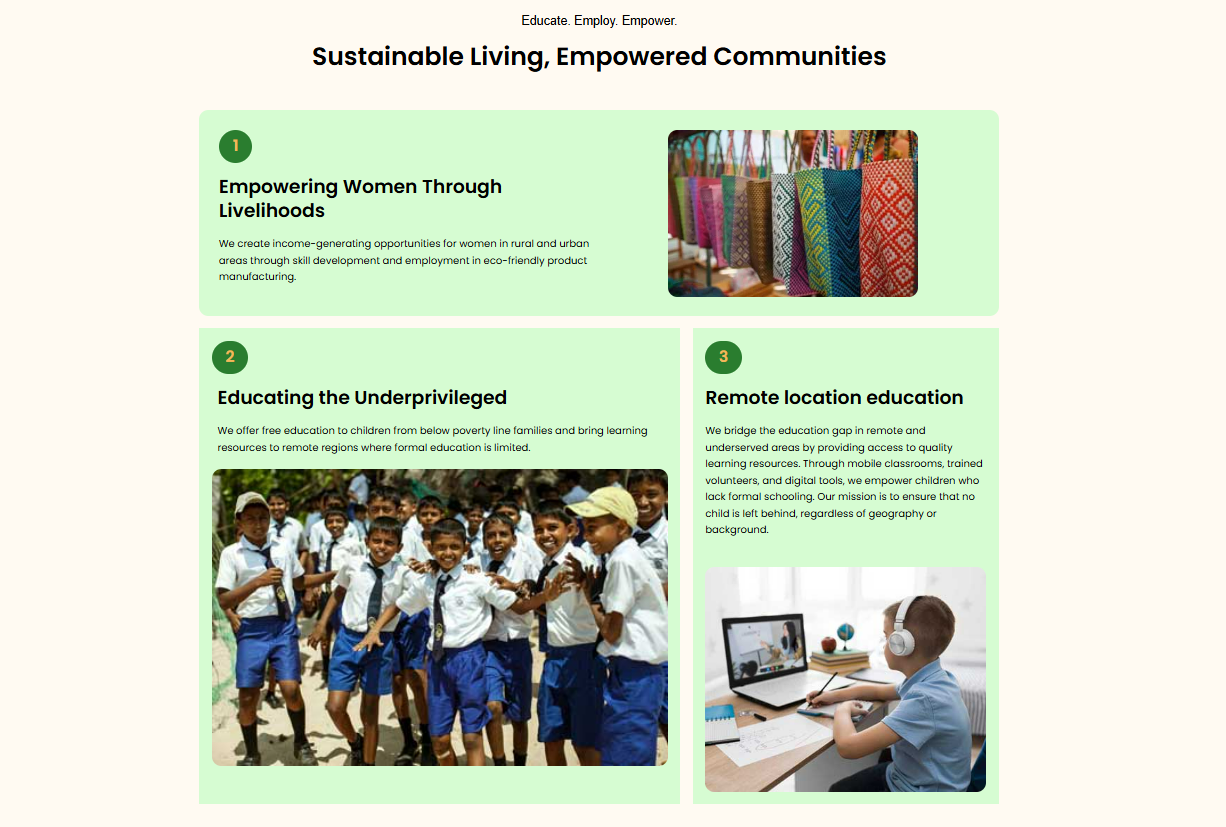 Educate. Employ. Empower.
Sustainable Living, Empowered Communities
1
Empowering Women Through
Livelihoods
We create income-generating opportunities for women in rural and urban
areas through skill development and employment in eco-friendly product
manufacturing.
2
Educating the Underprivileged
We offer free education to children from below poverty line families and bring learning
resources to remote regions where formal education is limited.
3
Remote location education
We bridge the education gap in remote and
underserved areas by providing access to quality
learning resources. Through mobile classrooms, trained
volunteers, and digital tools, we empower children who
lack formal schooling. Our mission is to ensure that no
child is left behind, regardless of geography or
background.